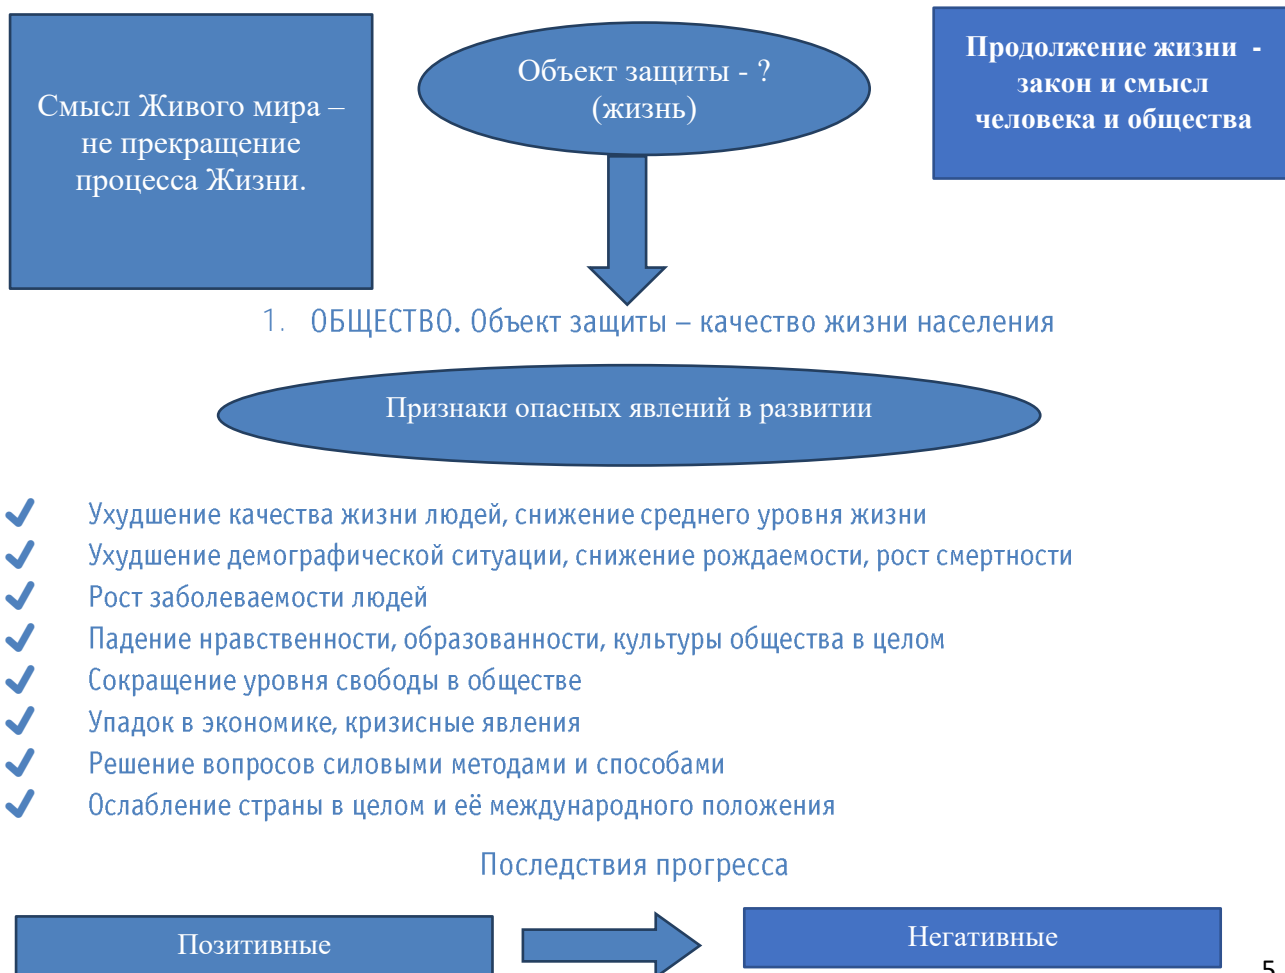 Смысл Живого мира –
не прекращение
процесса Жизни.
Объект защиты - ?
(жизнь)
Продолжение жизни -
закон и смысл
человека и общества
1. ОБЩЕСТВО. Объект защиты – качество жизни населения
Признаки опасных явлений в развитии
Ухудшение качества жизни людей, снижение среднего уровня жизни
Ухудшение демографической ситуации, снижение рождаемости, рост смертности
Рост заболеваемости людей
Падение нравственности, образованности, культуры общества в целом
Сокращение уровня свободы в обществе
Упадок в экономике, кризисные явления
Решение вопросов силовыми методами и способами
Ослабление страны в целом и её международного положения
Последствия прогресса
Позитивные
Негативные
5